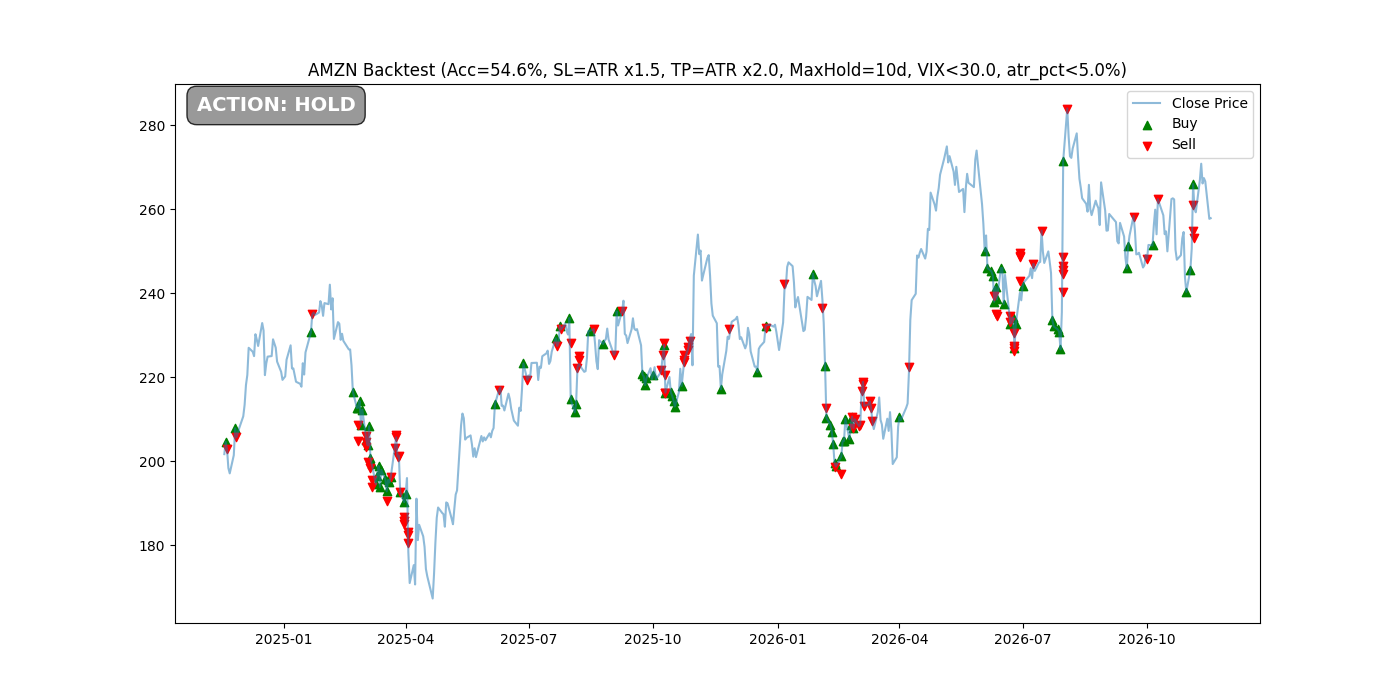 AMZN Backtest (Acc=54.6%, SL=ATR x1.5, TP=ATR x2.0, MaxHold=10d, VIX<30.0, atr_pct<5.0%)
ACTION: HOLD
Close Price
Buy
Sell
280
260
240
220
200
180
2025-01
2025-04
2025-07
2025-10
2026-01
2026-04
2026-07
2026-10